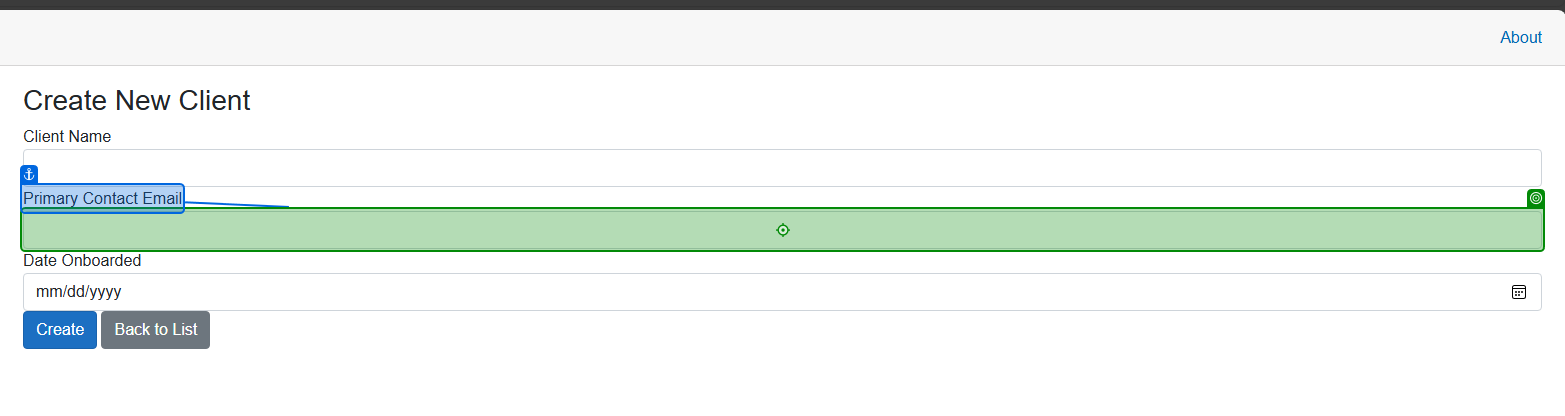 About
Create New Client
Client Name
Primary Contact Email
Date Onboarded
mm/dd/yyyy
Create Back to List